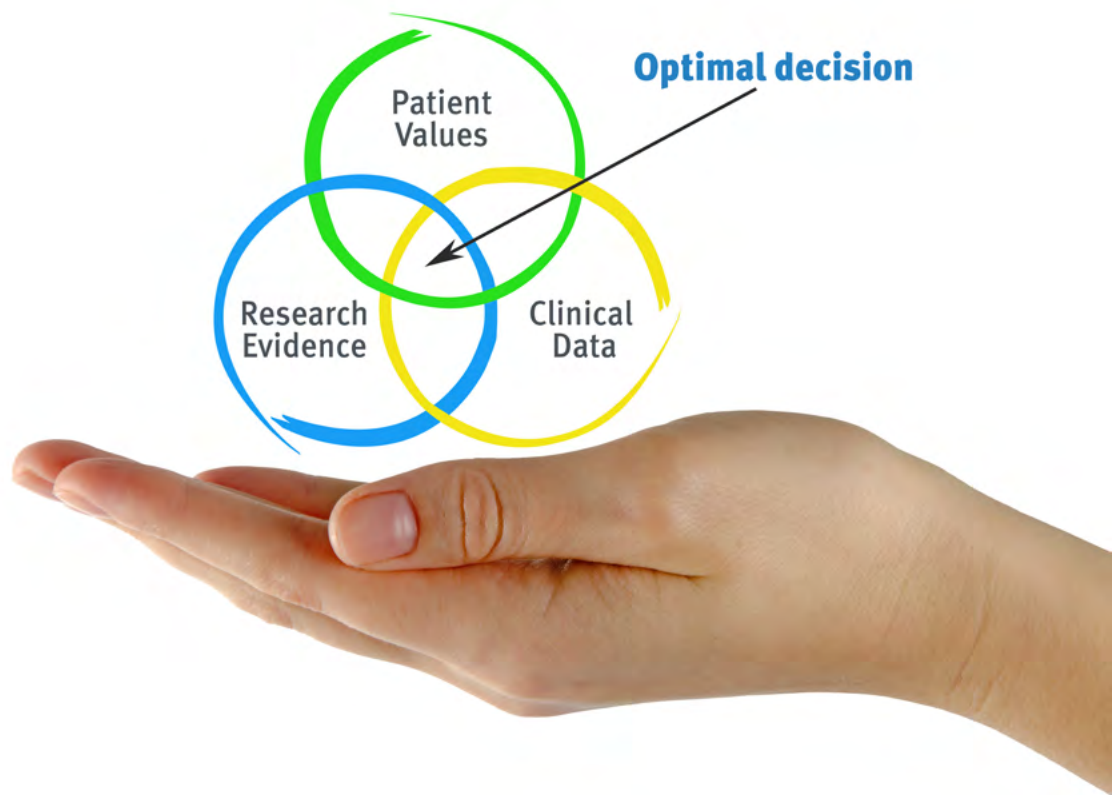 Optimal decision
Patient
Values
Research
Evidence
Clinical
Data